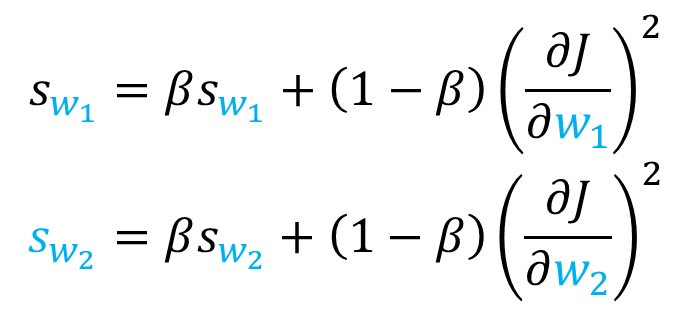 s_{w_1} = βs_{w_1} + (1 − β) (∂J/∂w_1)^2
s_{w_2} = βs_{w_2} + (1 − β) (∂J/∂w_2)^2